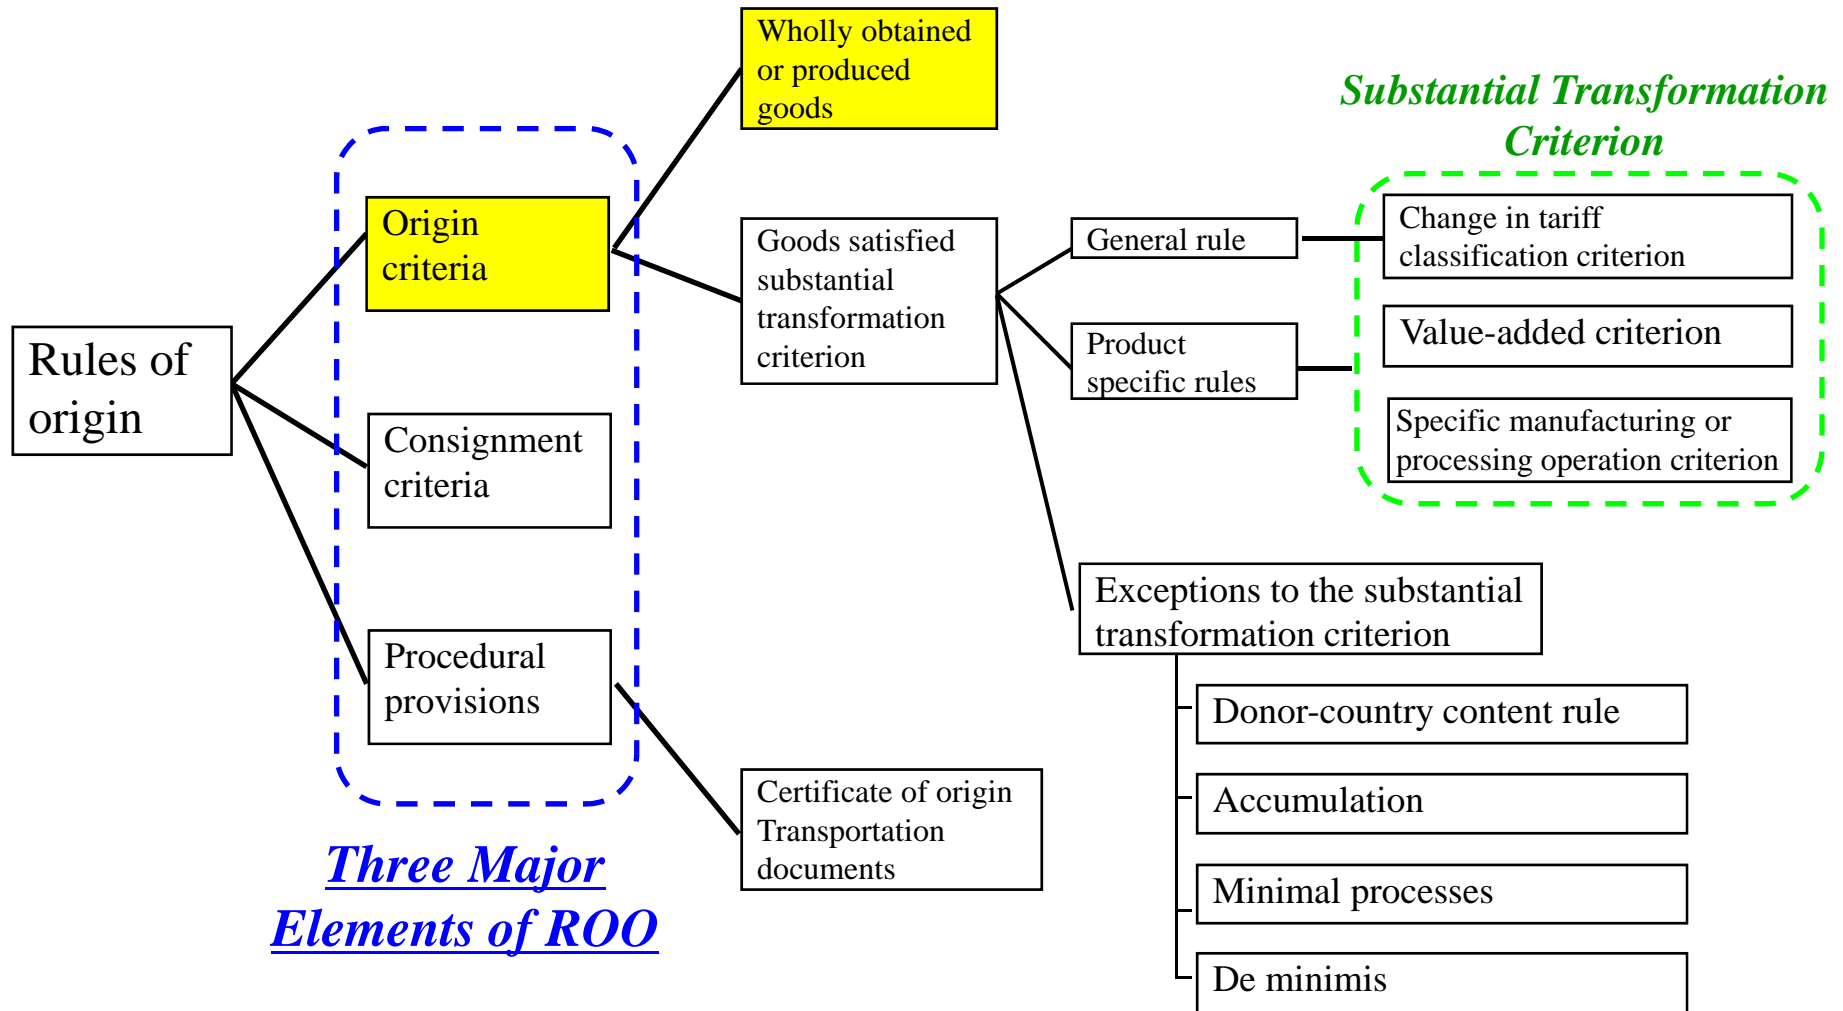 Rules of
origin
Three Major
Elements of ROO
Origin
criteria
Consignment
criteria
Procedural
provisions
Wholly obtained
or produced
goods
Goods satisfied
substantial
transformation
criterion
Certificate of origin
Transportation
documents
General rule
Product
specific rules
Substantial Transformation
Criterion
Change in tariff
classification criterion
Value-added criterion
Specific manufacturing or
processing operation criterion
Exceptions to the substantial
transformation criterion
Donor-country content rule
Accumulation
Minimal processes
De minimis